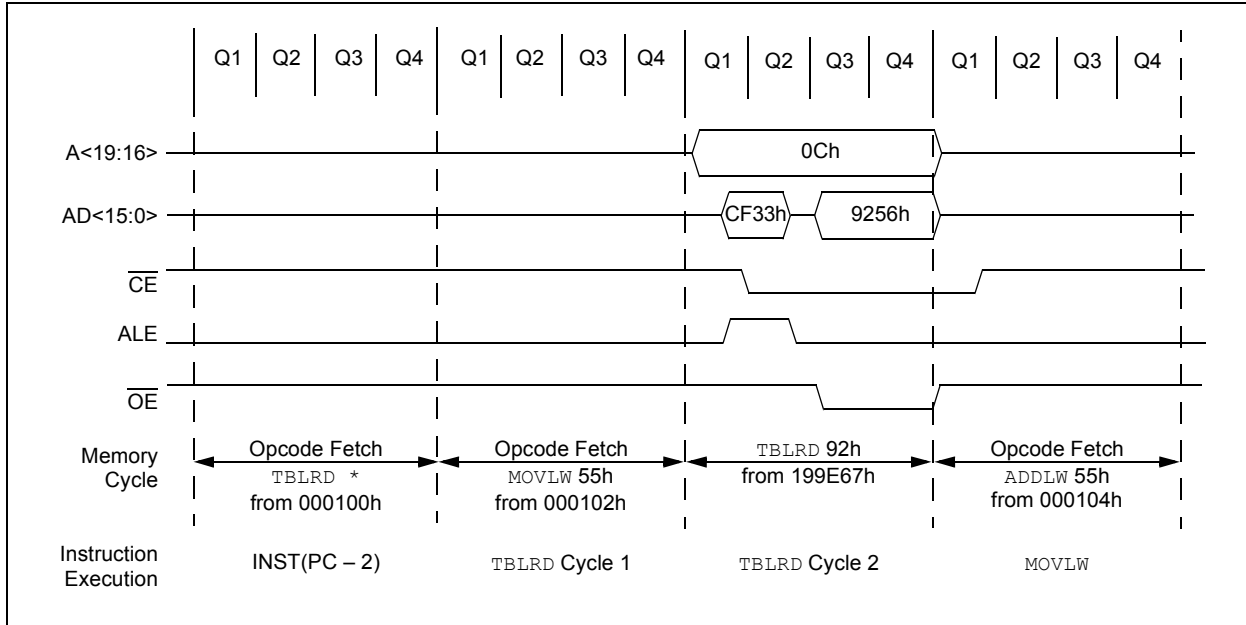 Q1 Q2 Q3 Q4 Q1 Q2 Q3 Q4 Q1 Q2 Q3 Q4 Q1 Q2 Q3 Q4
A<19:16> 0Ch
AD<15:0> CF33h 9256h
CE
ALE
OE
Memory Cycle
Opcode Fetch
TBLRD *
from 000100h
Opcode Fetch
MOVLW 55h
from 000102h
TBLRD 92h
from 199E67h
Opcode Fetch
ADDLW 55h
from 000104h
Instruction Execution
INST(PC – 2)
TBLRD Cycle 1
TBLRD Cycle 2
MOVLW